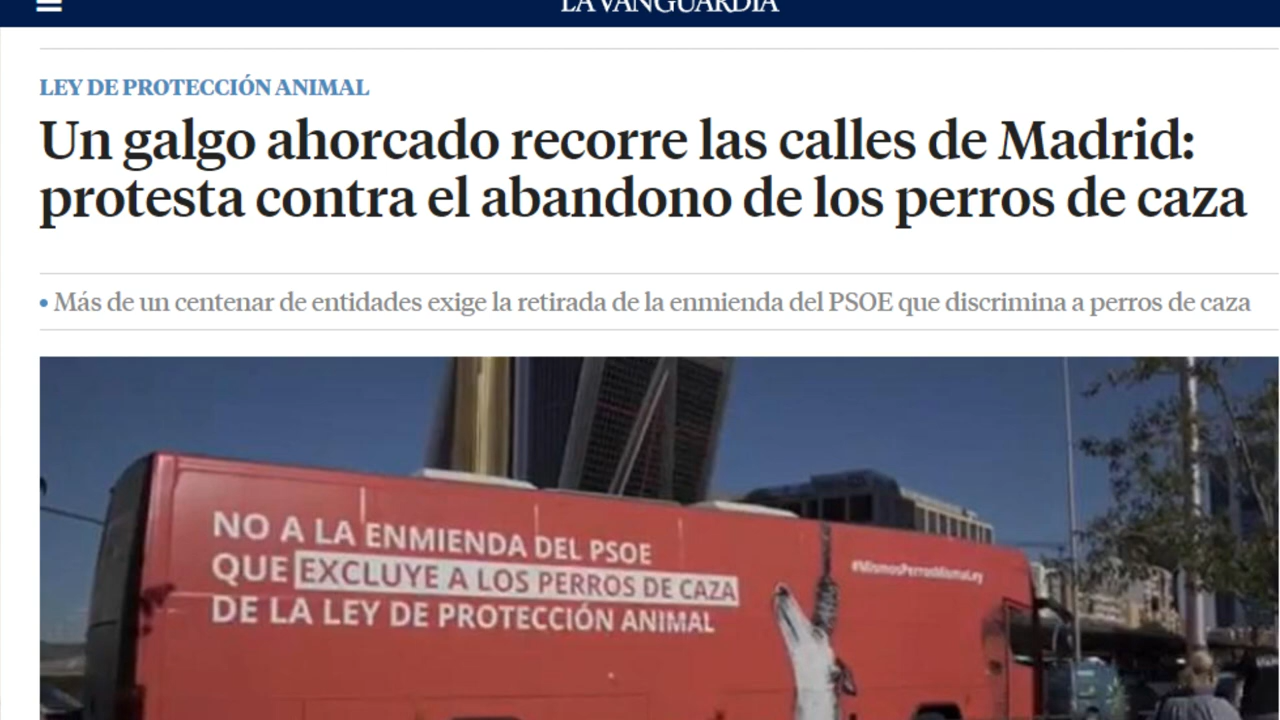 LA VANGUARDIA
LEY DE PROTECCIÓN ANIMAL
Un galgo ahorcado recorre las calles de Madrid:
protesta contra el abandono de los perros de caza
• Más de un centenar de entidades exige la retirada de la enmienda del PSOE que discrimina a perros de caza
NO A LA ENMIENDA DEL PSOE
QUE EXCLUYE A LOS PERROS DE CAZA
DE LA LEY DE PROTECCIÓN ANIMAL
#MismosPerrosMismaLey